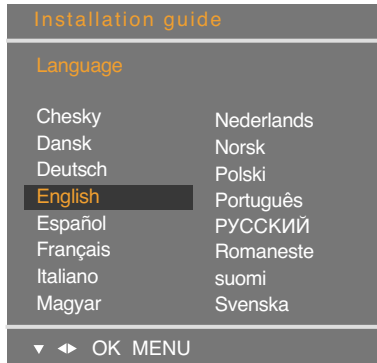 Installation guide
Language
Chesky
Dansk
Deutsch
English
Español
Français
Italiano
Magyar
Nederlands
Norsk
Polski
Português
РУССКИЙ
Romaneste
suomi
Svenska
OK MENU